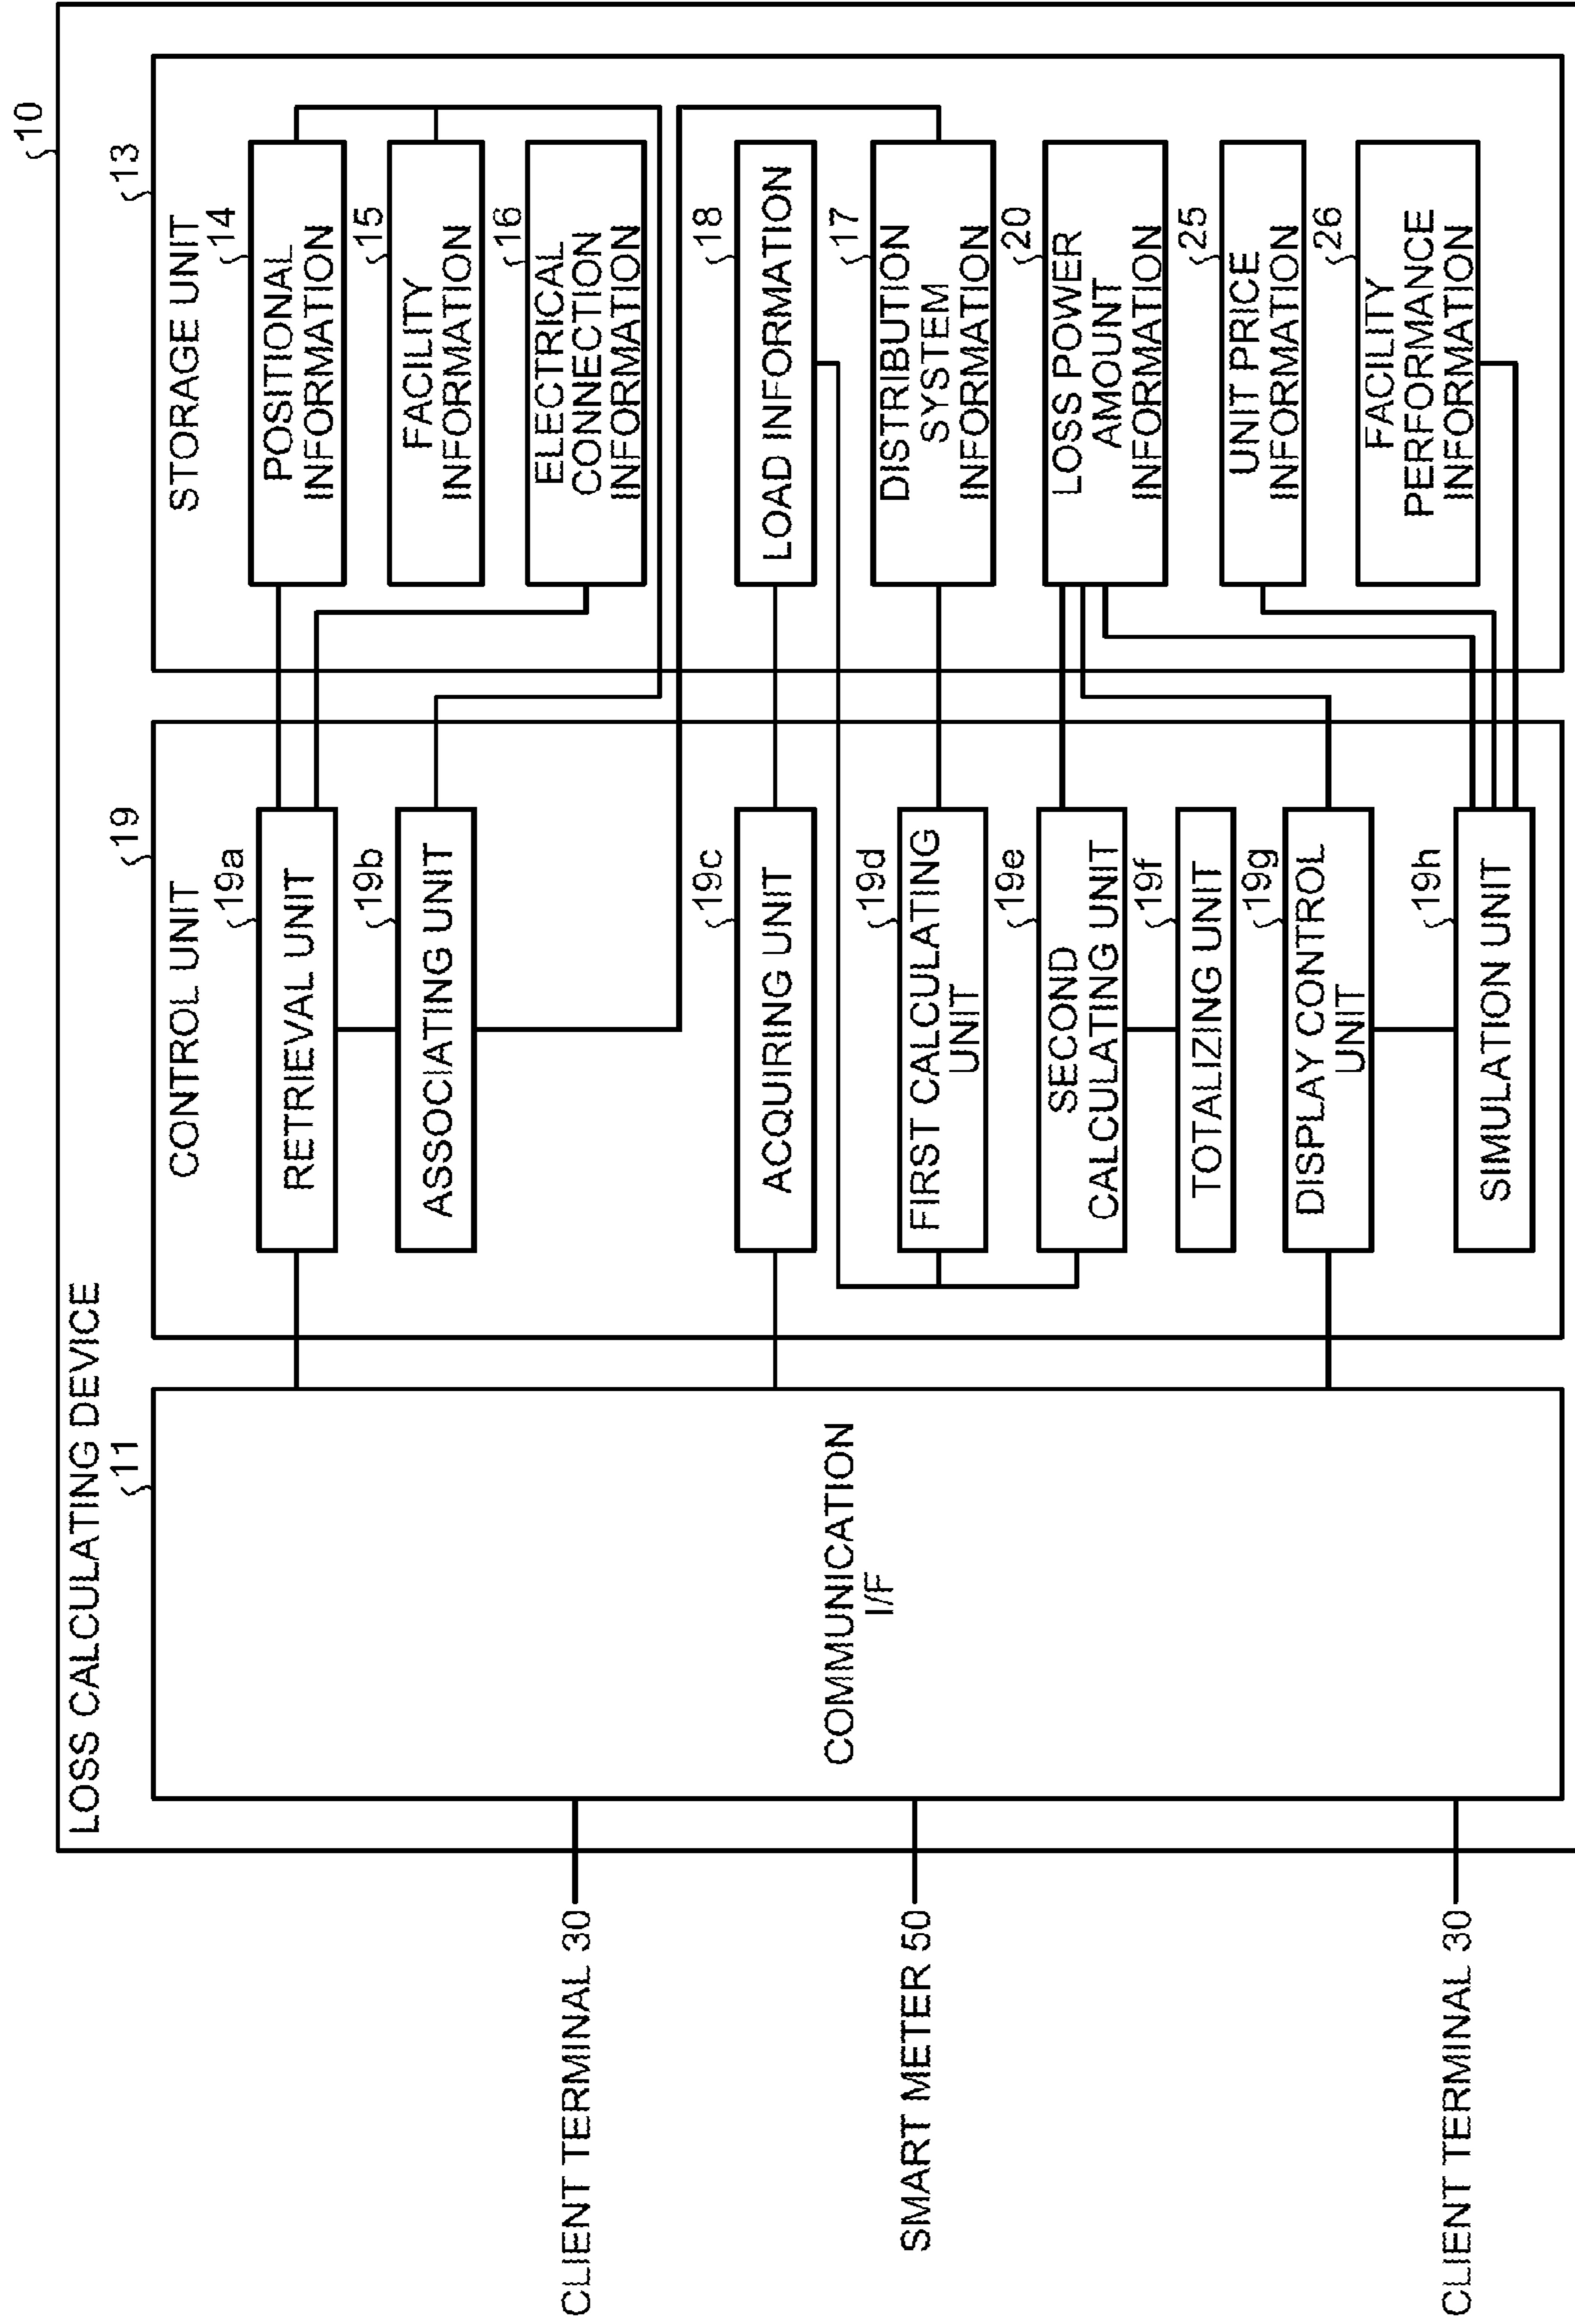 10
LOSS CALCULATING DEVICE
11
COMMUNICATION
I/F
CLIENT TERMINAL 30
SMART METER 50
CLIENT TERMINAL 30
19
CONTROL UNIT
19a
RETRIEVAL UNIT
19b
ASSOCIATING UNIT
19c
ACQUIRING UNIT
19d
FIRST CALCULATING
UNIT
19e
SECOND
CALCULATING UNIT
19f
TOTALIZING UNIT
19g
DISPLAY CONTROL
UNIT
19h
SIMULATION UNIT
13
STORAGE UNIT
14
POSITIONAL
INFORMATION
15
FACILITY
INFORMATION
16
ELECTRICAL
CONNECTION
INFORMATION
18
LOAD INFORMATION
17
DISTRIBUTION
SYSTEM
INFORMATION
20
LOSS POWER
AMOUNT
INFORMATION
25
UNIT PRICE
INFORMATION
26
FACILITY
PERFORMANCE
INFORMATION